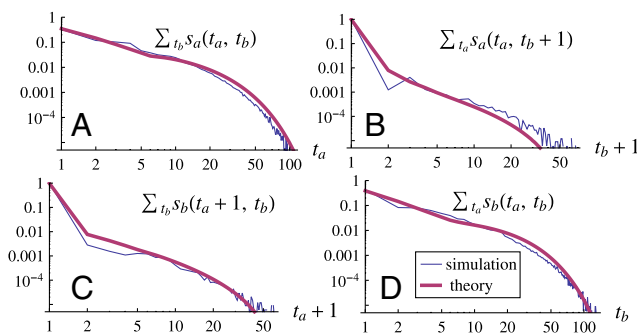 1
0.1
0.01
0.001
10⁻⁴
∑_{t_b} s_a(t_a, t_b)
A
1 2 5 10 20 50 100
t_a
1
0.1
0.01
0.001
10⁻⁴
∑_{t_a} s_a(t_a, t_b + 1)
B
1 2 5 10 20 50
t_b + 1
1
0.1
0.01
0.001
10⁻⁴
∑_{t_b} s_b(t_a + 1, t_b)
C
1 2 5 10 20 50
t_a + 1
1
0.1
0.01
0.001
10⁻⁴
∑_{t_a} s_b(t_a, t_b)
simulation
theory
D
1 2 5 10 20 50 100
t_b